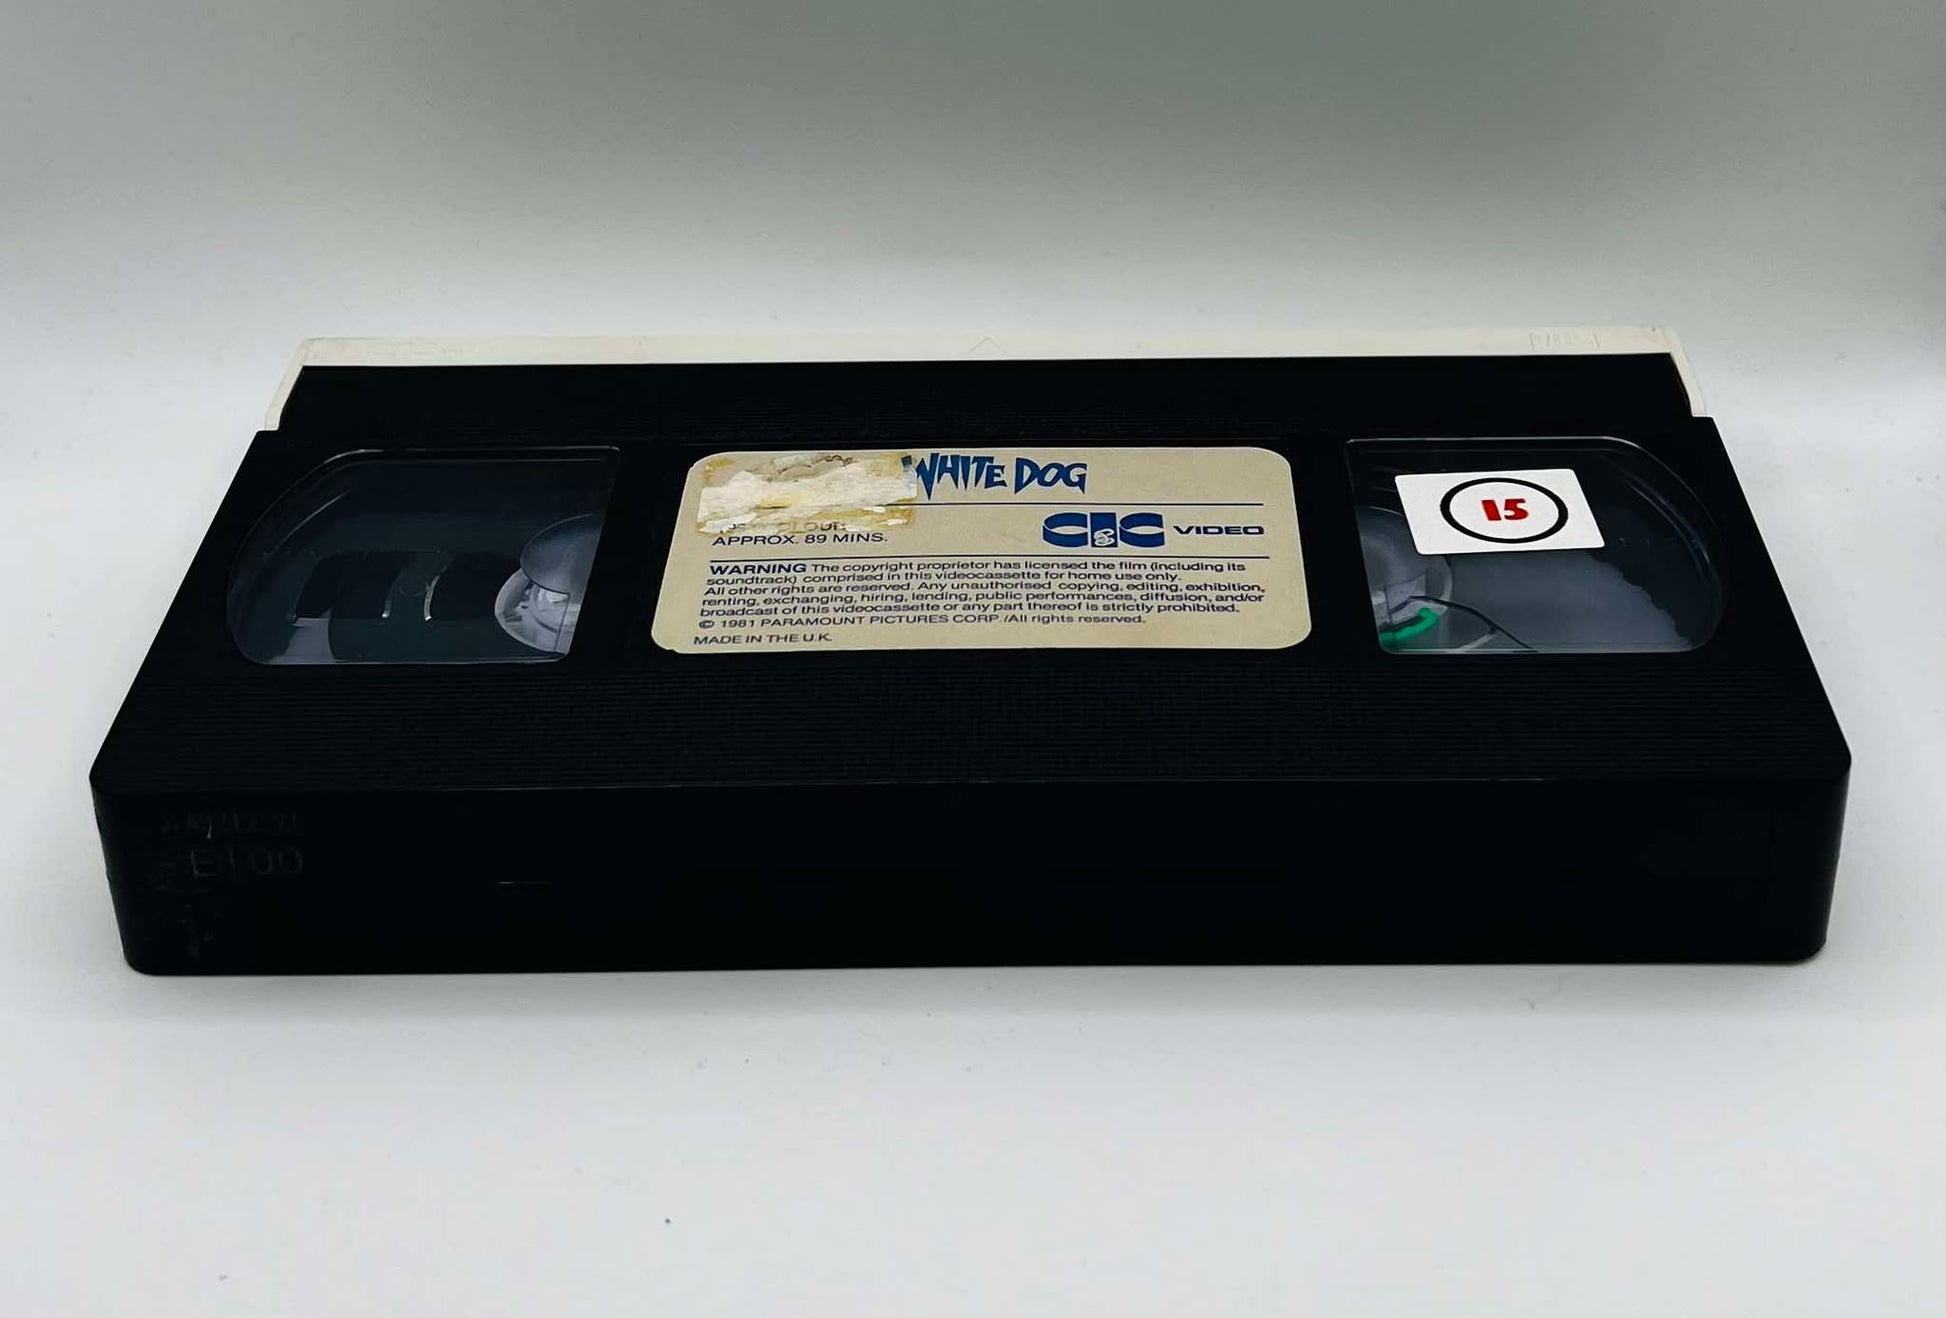 WHITE DOG
COLOUR
APPROX. 89 MINS.
CIC VIDEO
15
WARNING The copyright proprietor has licensed the film (including its
soundtrack) comprised in this videocassette for home use only.
All other rights are reserved. Any unauthorised copying, editing, exhibition,
renting, exchanging, hiring, lending, public performances, diffusion, and/or
broadcast of this videocassette or any part thereof is strictly prohibited.
© 1981 PARAMOUNT PICTURES CORP./All rights reserved.
MADE IN THE U.K.
E100